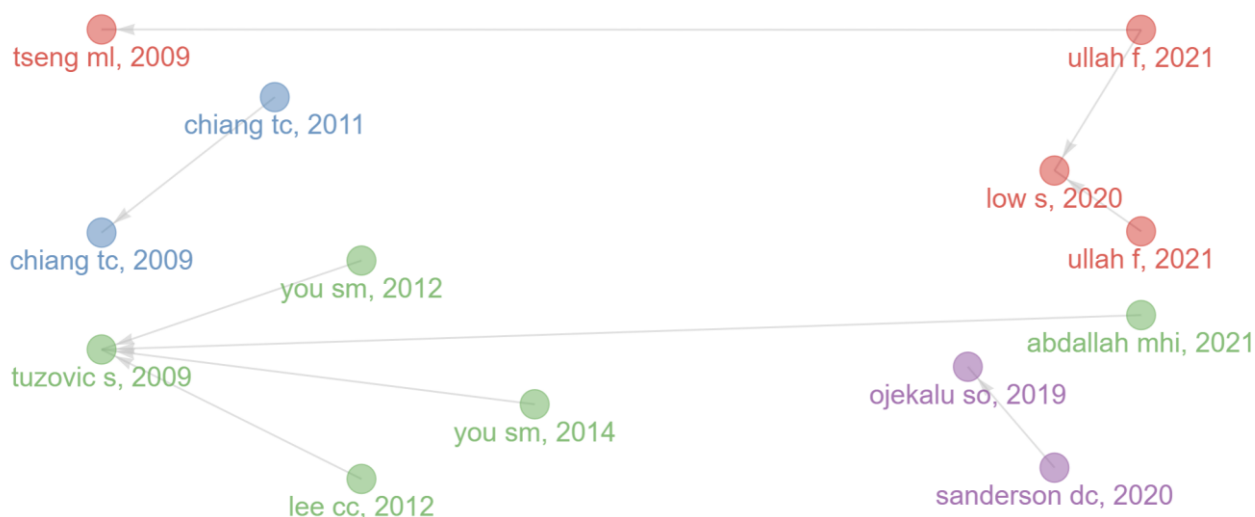 tseng ml, 2009
ullah f, 2021
chiang tc, 2011
low s, 2020
chiang tc, 2009
ullah f, 2021
you sm, 2012
abdallah mhi, 2021
tuzovic s, 2009
ojekalu so, 2019
you sm, 2014
sanderson dc, 2020
lee cc, 2012